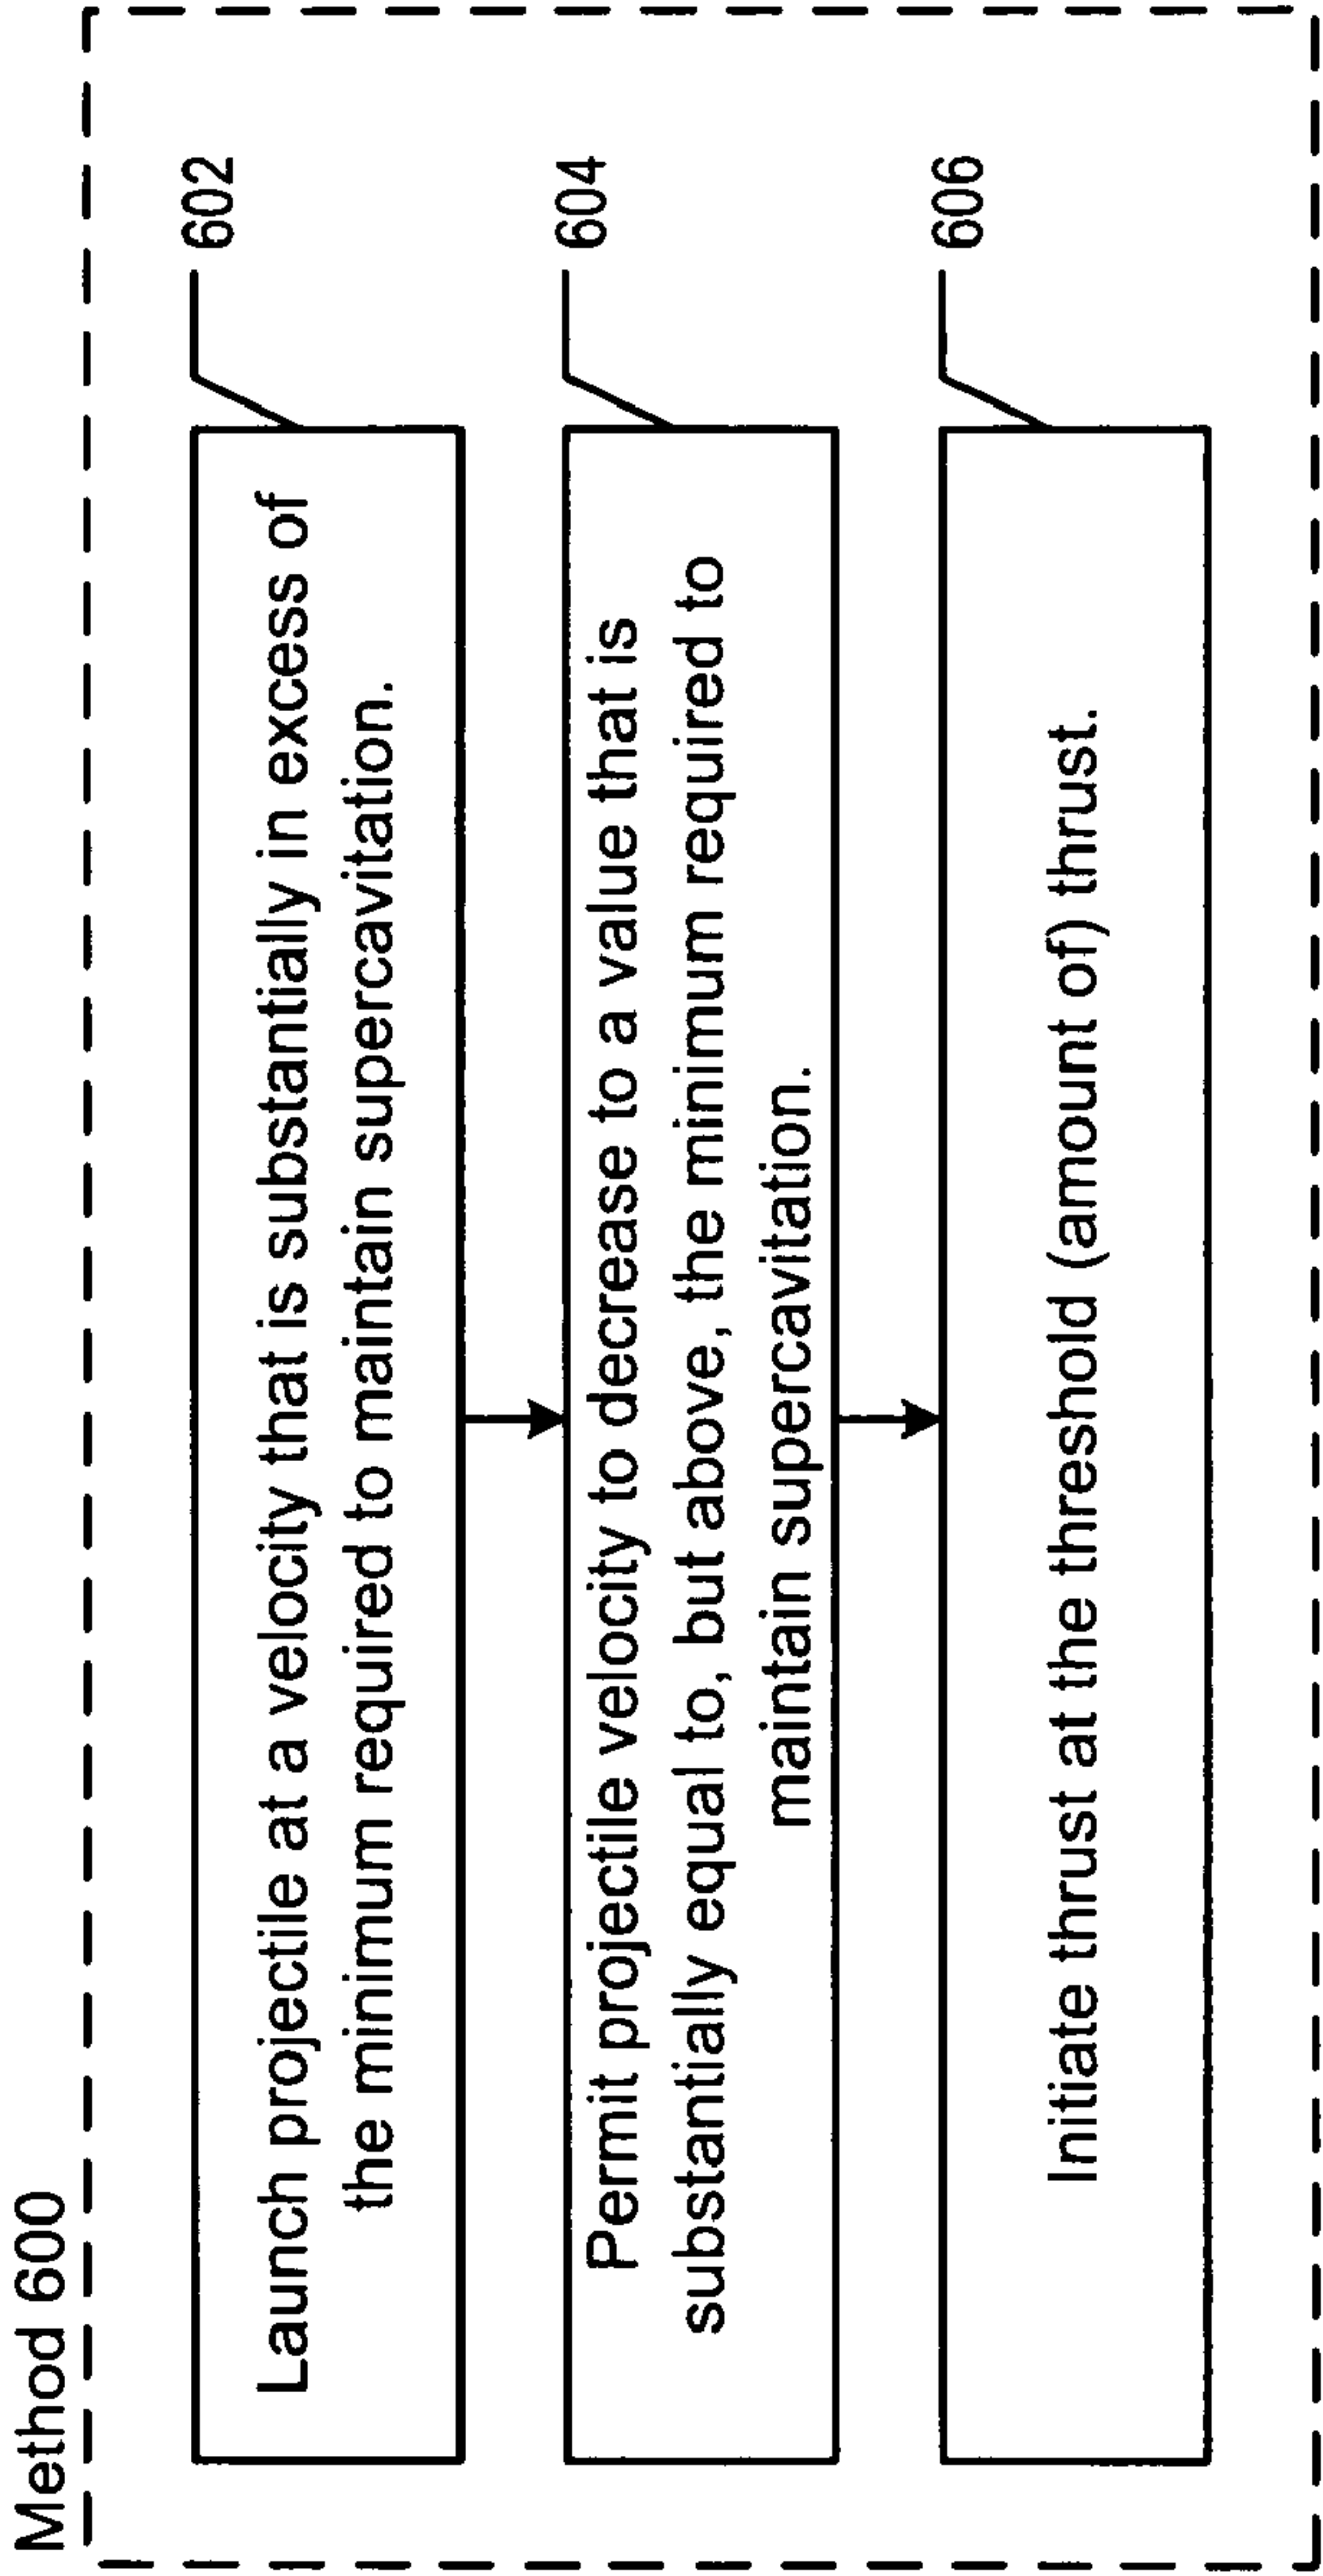 Method 600
602
Launch projectile at a velocity that is substantially in excess of
the minimum required to maintain supercavitation.
604
Permit projectile velocity to decrease to a value that is
substantially equal to, but above, the minimum required to
maintain supercavitation.
606
Initiate thrust at the threshold (amount of) thrust.